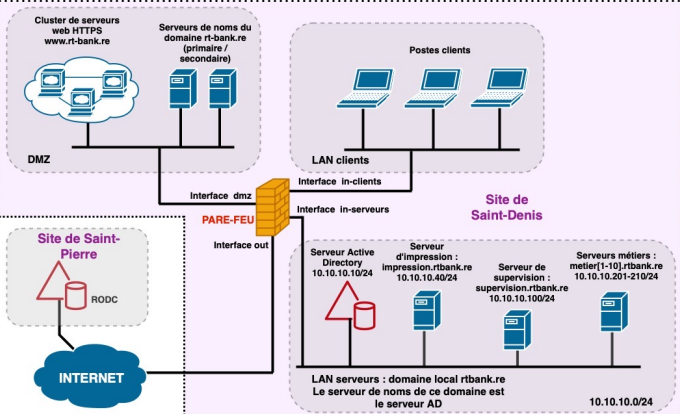 Cluster de serveurs
web HTTPS
www.rt-bank.re
Serveurs de noms du
domaine rt-bank.re
(primaire /
secondaire)
DMZ
Postes clients
LAN clients
Interface in-clients
Interface dmz
Interface in-serveurs
PARE-FEU
Interface out
Site de
Saint-Denis
Site de Saint-
Pierre
RODC
INTERNET
Serveur Active
Directory
10.10.10.10/24
Serveur
d'impression :
impression.rtbank.re
10.10.10.40/24
Serveur de
supervision :
supervision.rtbank.re
10.10.10.100/24
Serveurs métiers :
metier[1-10].rtbank.re
10.10.10.201-210/24
LAN serveurs : domaine local rtbank.re
Le serveur de noms de ce domaine est
le serveur AD
10.10.10.0/24